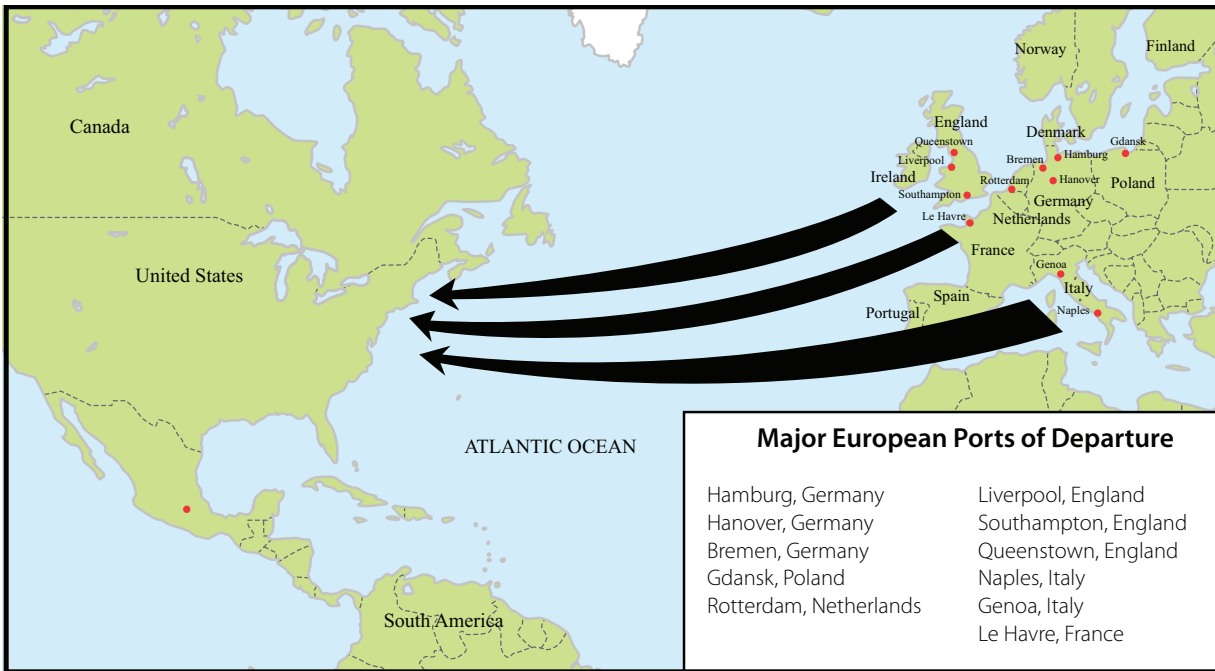 Norway
Finland
Canada
England
Queenstown
Denmark
Gdansk
Hamburg
Liverpool
Bremen
Ireland
Rotterdam
Hanover
Poland
Southampton
Germany
Le Havre
Netherlands
France
United States
Genoa
Spain
Italy
Portugal
Naples
ATLANTIC OCEAN
South America
Major European Ports of Departure
Hamburg, Germany
Hanover, Germany
Bremen, Germany
Gdansk, Poland
Rotterdam, Netherlands
Liverpool, England
Southampton, England
Queenstown, England
Naples, Italy
Genoa, Italy
Le Havre, France